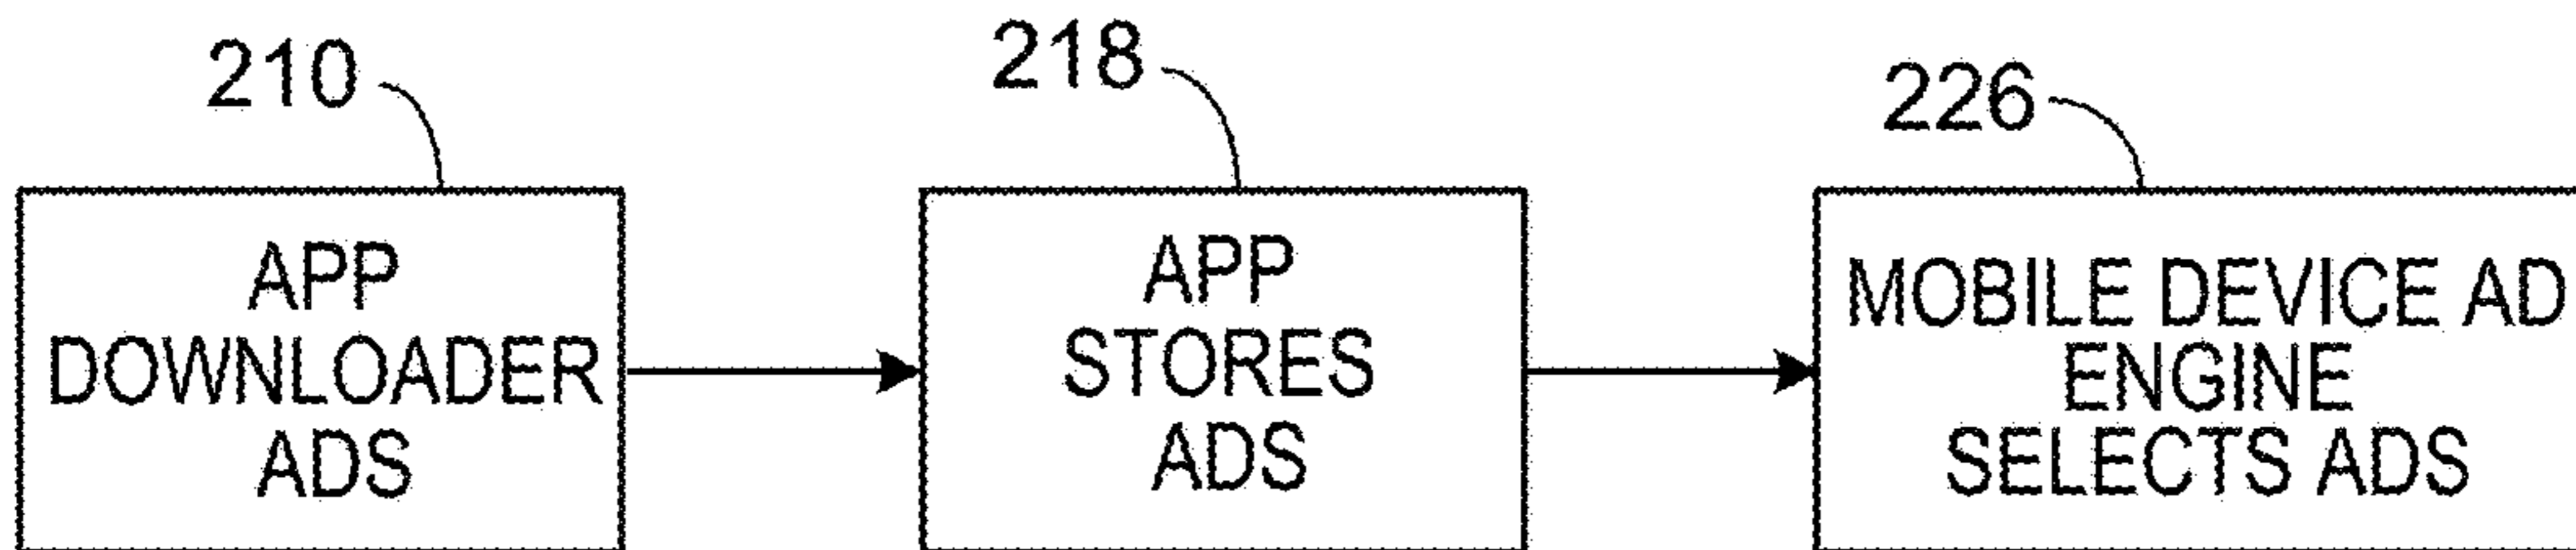 210
218
226
APP
DOWNLOADER
ADS
APP
STORES
ADS
MOBILE DEVICE AD
ENGINE
SELECTS ADS